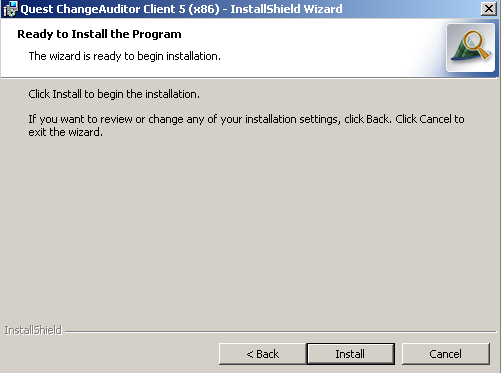 Quest ChangeAuditor Client 5 (x86) - InstallShield Wizard
Ready to Install the Program
The wizard is ready to begin installation.
Click Install to begin the installation.
If you want to review or change any of your installation settings, click Back. Click Cancel to
exit the wizard.
InstallShield
< Back
Install
Cancel